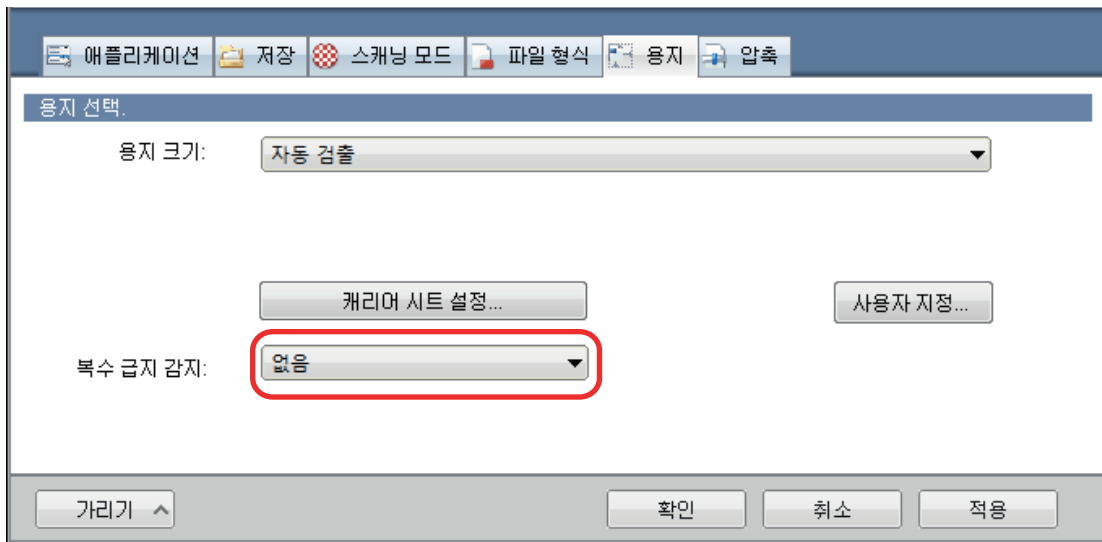 애플리케이션 저장 스캐닝 모드 파일 형식 용지 압축
용지 선택.
용지 크기: 자동 검출
캐리어 시트 설정... 사용자 지정...
복수 급지 감지: 없음
가리기 확인 취소 적용